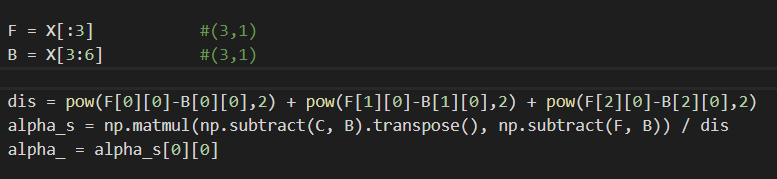 F = X[:3] #(3,1)
B = X[3:6] #(3,1)
dis = pow(F[0][0]-B[0][0],2) + pow(F[1][0]-B[1][0],2) + pow(F[2][0]-B[2][0],2)
alpha_s = np.matmul(np.subtract(C, B).transpose(), np.subtract(F, B)) / dis
alpha_ = alpha_s[0][0]